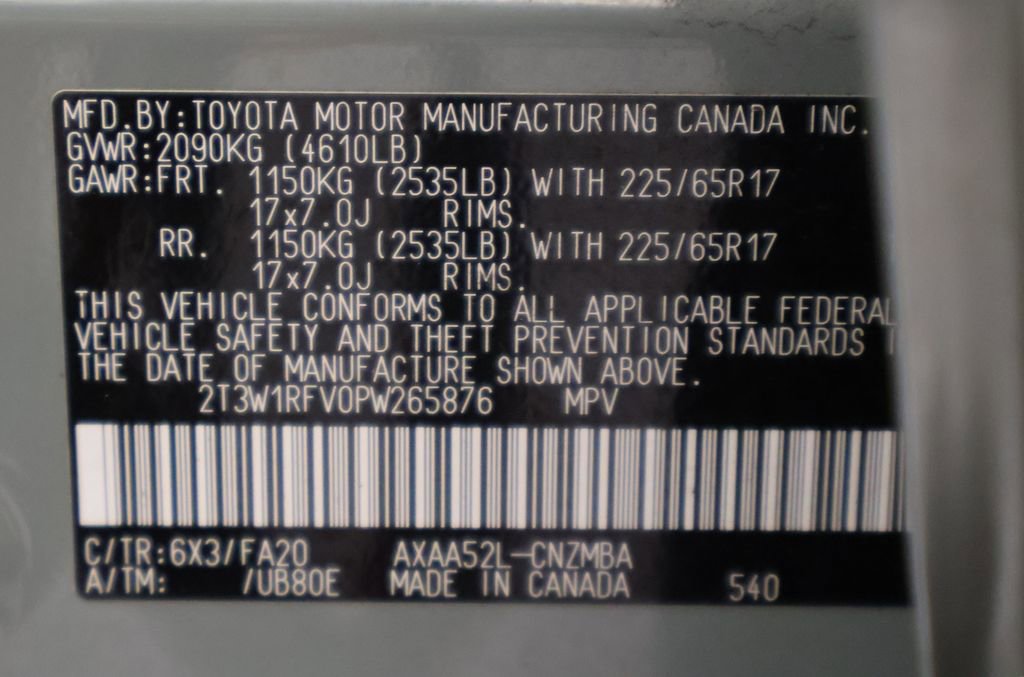 MFD.BY:TOYOTA MOTOR MANUFACTURING CANADA INC.
GVWR:2090KG (4610LB)
GAWR:FRT. 1150KG (2535LB) WITH 225/65R17
17x7.0J RIMS.
RR. 1150KG (2535LB) WITH 225/65R17
17x7.0J RIMS.
THIS VEHICLE CONFORMS TO ALL APPLICABLE FEDERAL
VEHICLE SAFETY AND THEFT PREVENTION STANDARDS
THE DATE OF MANUFACTURE SHOWN ABOVE.
2T3W1RFV0PW265876 MPV
C/TR:6X3/FA20 AXAA52L-CNZMBA
A/TM: /UB80E MADE IN CANADA 540